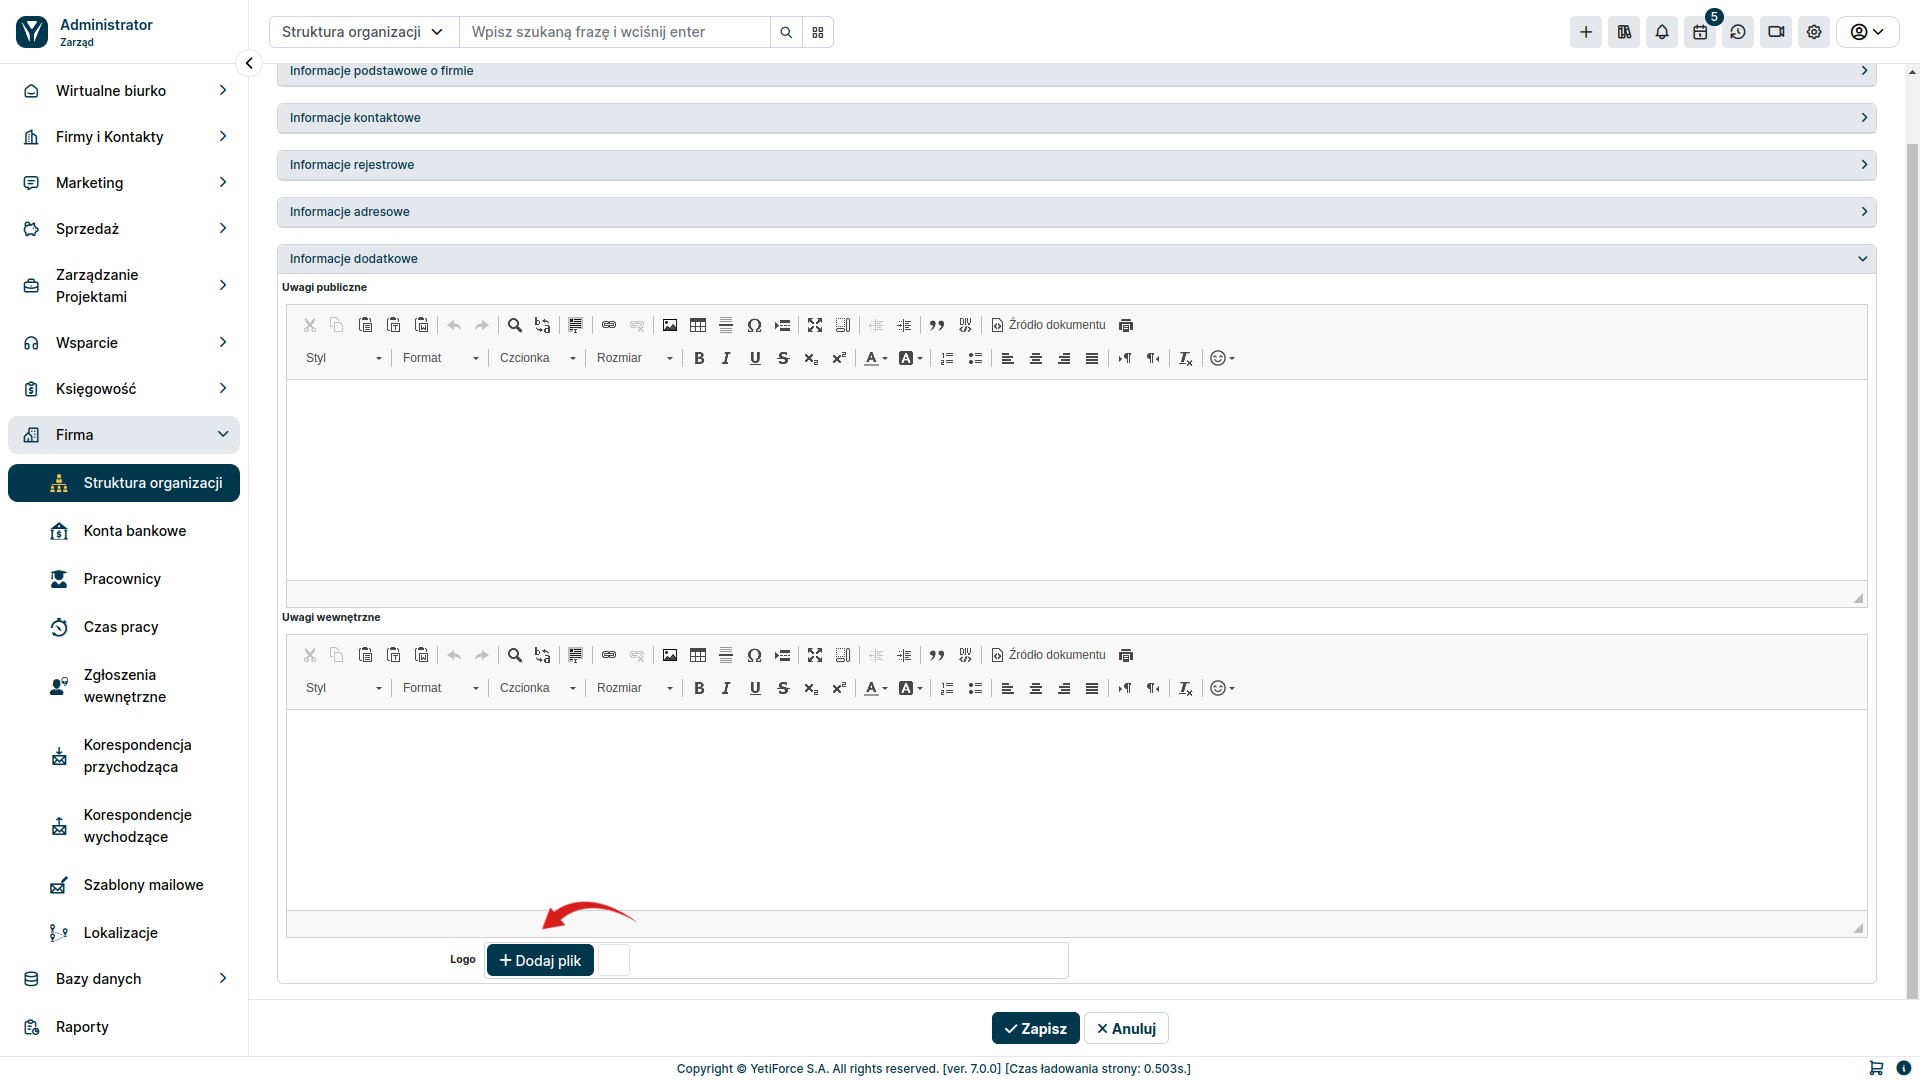 Administrator
Zarząd
Struktura organizacji
Wpisz szukaną frazę i wciśnij enter
5
Wirtualne biurko
Firmy i Kontakty
Marketing
Sprzedaż
Zarządzanie
Projektami
Wsparcie
Księgowość
Firma
Struktura organizacji
Konta bankowe
Pracownicy
Czas pracy
Zgłoszenia
wewnętrzne
Korespondencja
przychodząca
Korespondencje
wychodzące
Szablony mailowe
Lokalizacje
Bazy danych
Raporty
Informacje podstawowe o firmie
Informacje kontaktowe
Informacje rejestrowe
Informacje adresowe
Informacje dodatkowe
Uwagi publiczne
Źródło dokumentu
Styl Format Czcionka Rozmiar
Uwagi wewnętrzne
Źródło dokumentu
Styl Format Czcionka Rozmiar
Logo Dodaj plik
Zapisz Anuluj
Copyright © YetiForce S.A. All rights reserved. [ver. 7.0.0] [Czas ładowania strony: 0.503s.]